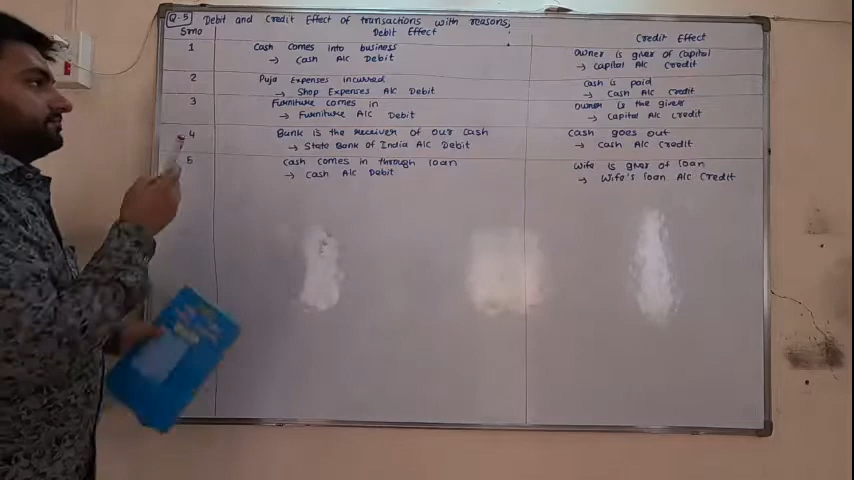 Q-5 Debit and Credit Effect of transactions with reasons;
Srno Debit Effect Credit Effect
1 Cash comes into business Owner is giver of capital
→ Cash A/c Debit → Capital A/c Credit
2 Puja Expenses incurred Cash is paid
→ Shop Expenses A/c Debit → Cash A/c Credit
3 Furniture comes in Owner is the giver
→ Furniture A/c Debit → Capital A/c Credit
4 Bank is the receiver of our cash Cash goes out
→ State Bank of India A/c Debit → Cash A/c Credit
5 Cash comes in through loan Wife is giver of loan
→ Cash A/c Debit → Wife's loan A/c Credit